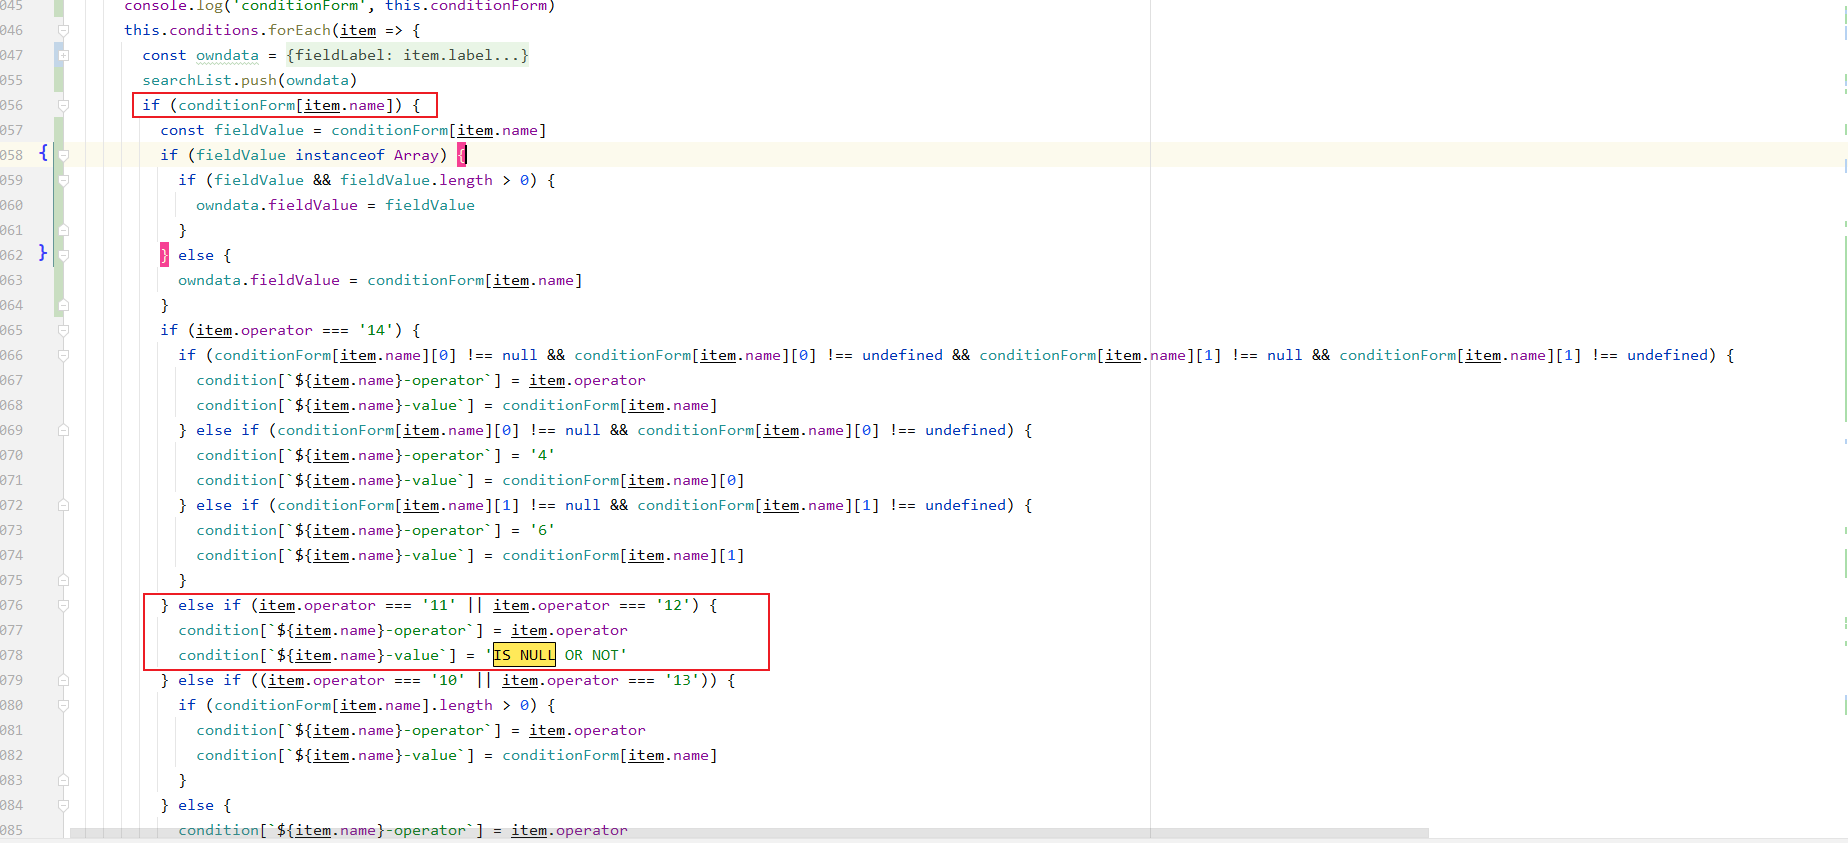 045 console.log('conditionForm', this.conditionForm)
046 this.conditions.forEach(item => {
047 const owndata = {fieldLabel: item.label...}
055 searchList.push(owndata)
056 if (conditionForm[item.name]) {
057 const fieldValue = conditionForm[item.name]
058 { if (fieldValue instanceof Array) {
059 if (fieldValue && fieldValue.length > 0) {
060 owndata.fieldValue = fieldValue
061 }
062 } } else {
063 owndata.fieldValue = conditionForm[item.name]
064 }
065 if (item.operator === '14') {
066 if (conditionForm[item.name][0] !== null && conditionForm[item.name][0] !== undefined && conditionForm[item.name][1] !== null && conditionForm[item.name][1] !== undefined) {
067 condition[`${item.name}-operator`] = item.operator
068 condition[`${item.name}-value`] = conditionForm[item.name]
069 } else if (conditionForm[item.name][0] !== null && conditionForm[item.name][0] !== undefined) {
070 condition[`${item.name}-operator`] = '4'
071 condition[`${item.name}-value`] = conditionForm[item.name][0]
072 } else if (conditionForm[item.name][1] !== null && conditionForm[item.name][1] !== undefined) {
073 condition[`${item.name}-operator`] = '6'
074 condition[`${item.name}-value`] = conditionForm[item.name][1]
075 }
076 } else if (item.operator === '11' || item.operator === '12') {
077 condition[`${item.name}-operator`] = item.operator
078 condition[`${item.name}-value`] = 'IS NULL OR NOT'
079 } else if ((item.operator === '10' || item.operator === '13')) {
080 if (conditionForm[item.name].length > 0) {
081 condition[`${item.name}-operator`] = item.operator
082 condition[`${item.name}-value`] = conditionForm[item.name]
083 }
084 } else {
085 condition[`${item.name}-operator`] = item.operator